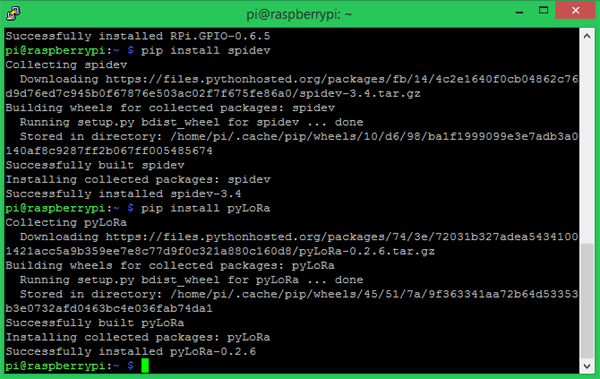 pi@raspberrypi: ~
Successfully installed RPi.GPIO-0.6.5
pi@raspberrypi:~ $ pip install spidev
Collecting spidev
  Downloading https://files.pythonhosted.org/packages/fb/14/4c2e1640f0cb04862c76
d9d76ed7c945b0f67876e503ac02f7f675fe86a0/spidev-3.4.tar.gz
Building wheels for collected packages: spidev
  Running setup.py bdist_wheel for spidev ... done
  Stored in directory: /home/pi/.cache/pip/wheels/10/d6/98/ba1f1999099e3e7adb3a0
140af8c9287ff2b067ff005485674
Successfully built spidev
Installing collected packages: spidev
Successfully installed spidev-3.4
pi@raspberrypi:~ $ pip install pyLoRa
Collecting pyLoRa
  Downloading https://files.pythonhosted.org/packages/74/3e/72031b327adea5434100
1421acc5a9b359ee7e8c77d9f0c321a880c160d8/pyLoRa-0.2.6.tar.gz
Building wheels for collected packages: pyLoRa
  Running setup.py bdist_wheel for pyLoRa ... done
  Stored in directory: /home/pi/.cache/pip/wheels/45/51/7a/9f363341aa72b64d53353
b3e0732afd0463bc4e036fab74da1
Successfully built pyLoRa
Installing collected packages: pyLoRa
Successfully installed pyLoRa-0.2.6
pi@raspberrypi:~ $